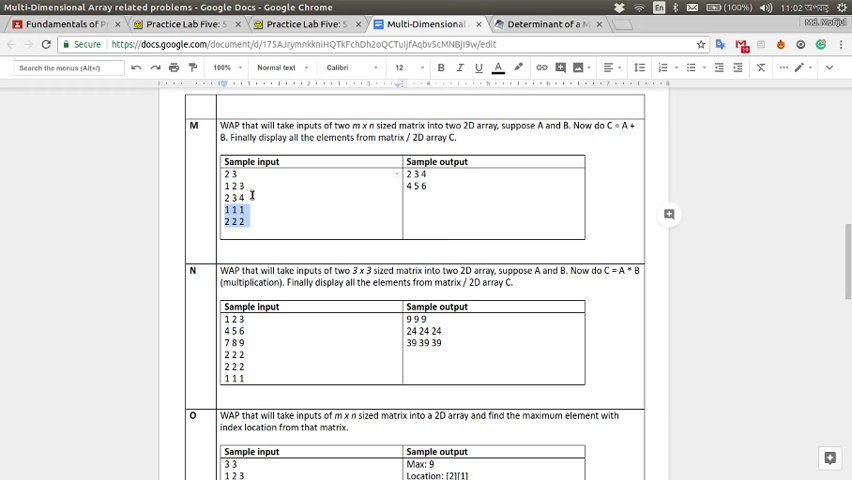 Multi-Dimensional Array related problems - Google Docs - Google Chrome
En
(100%)
11:02
Fundamentals of P
Practice Lab Five: 5
Practice Lab Five: 5
Multi-Dimensional A
Determinant of a M
Md. Mofijul
Secure
https://docs.google.com/document/d/175AJrymnkkniHQTkFchDh2oQCTUIjfAqbv5cMNBJI9w/edit
Search the menus (Alt+/)
200%
Normal text
Calibri
12
B I U A
M
WAP that will take inputs of two m x n sized matrix into two 2D array, suppose A and B. Now do C = A +
B. Finally display all the elements from matrix / 2D array C.
Sample input
Sample output
2 3
2 3 4
1 2 3
4 5 6
2 3 4
1 1 1
2 2 2
N
WAP that will take inputs of two 3 x 3 sized matrix into two 2D array, suppose A and B. Now do C = A * B
(multiplication). Finally display all the elements from matrix / 2D array C.
Sample input
Sample output
1 2 3
9 9 9
4 5 6
24 24 24
7 8 9
39 39 39
2 2 2
2 2 2
1 1 1
O
WAP that will take inputs of m x n sized matrix into a 2D array and find the maximum element with
index location from that matrix.
Sample input
Sample output
3 3
Max: 9
1 2 3
Location: [2][1]